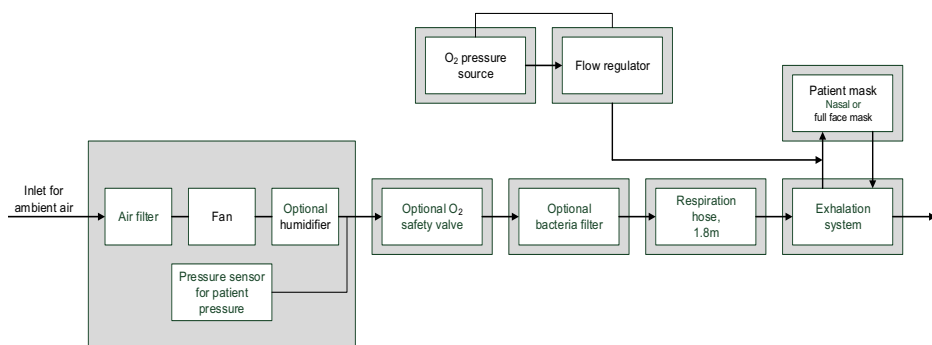 O₂ pressure
source
Flow regulator
Patient mask
Nasal or
full face mask
Inlet for
ambient air
Air filter
Fan
Optional
humidifier
Optional O₂
safety valve
Optional
bacteria filter
Respiration
hose,
1.8m
Exhalation
system
Pressure sensor
for patient
pressure